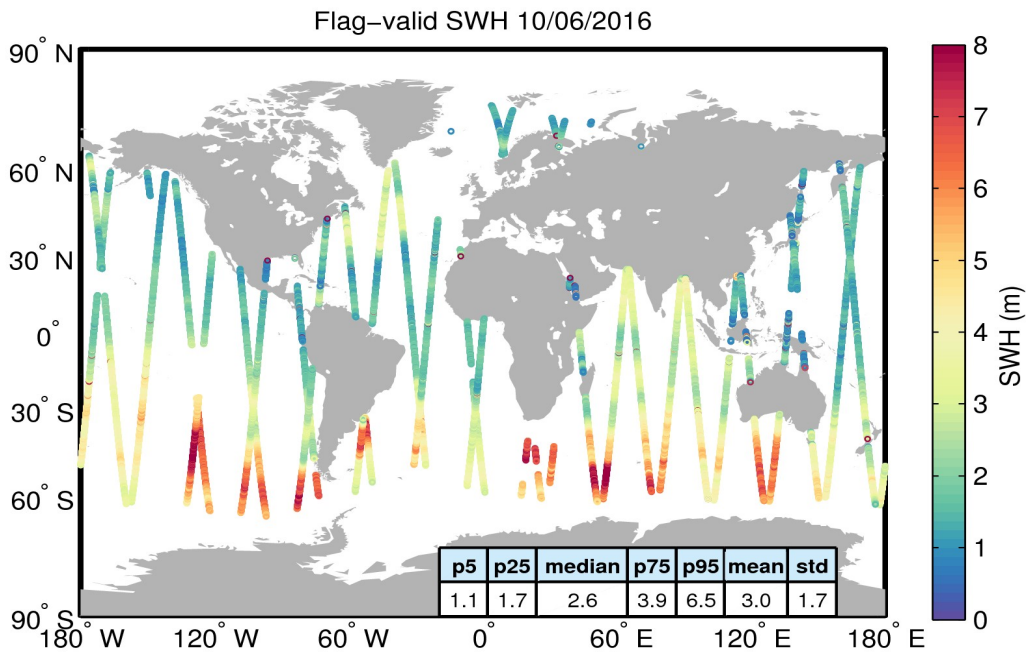 Flag−valid SWH 10/06/2016
90° N
60° N
30° N
0°
30° S
60° S
90° S
180° W
120° W
60° W
0°
60° E
120° E
180° E
p5 p25 median p75 p95 mean std
1.1 1.7 2.6 3.9 6.5 3.0 1.7
8
7
6
5
4
3
2
1
0
SWH (m)